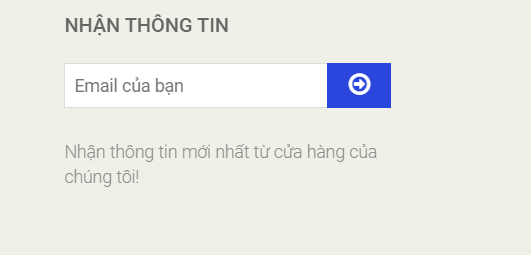 NHẬN THÔNG TIN
Email của bạn
Nhận thông tin mới nhất từ cửa hàng của
chúng tôi!